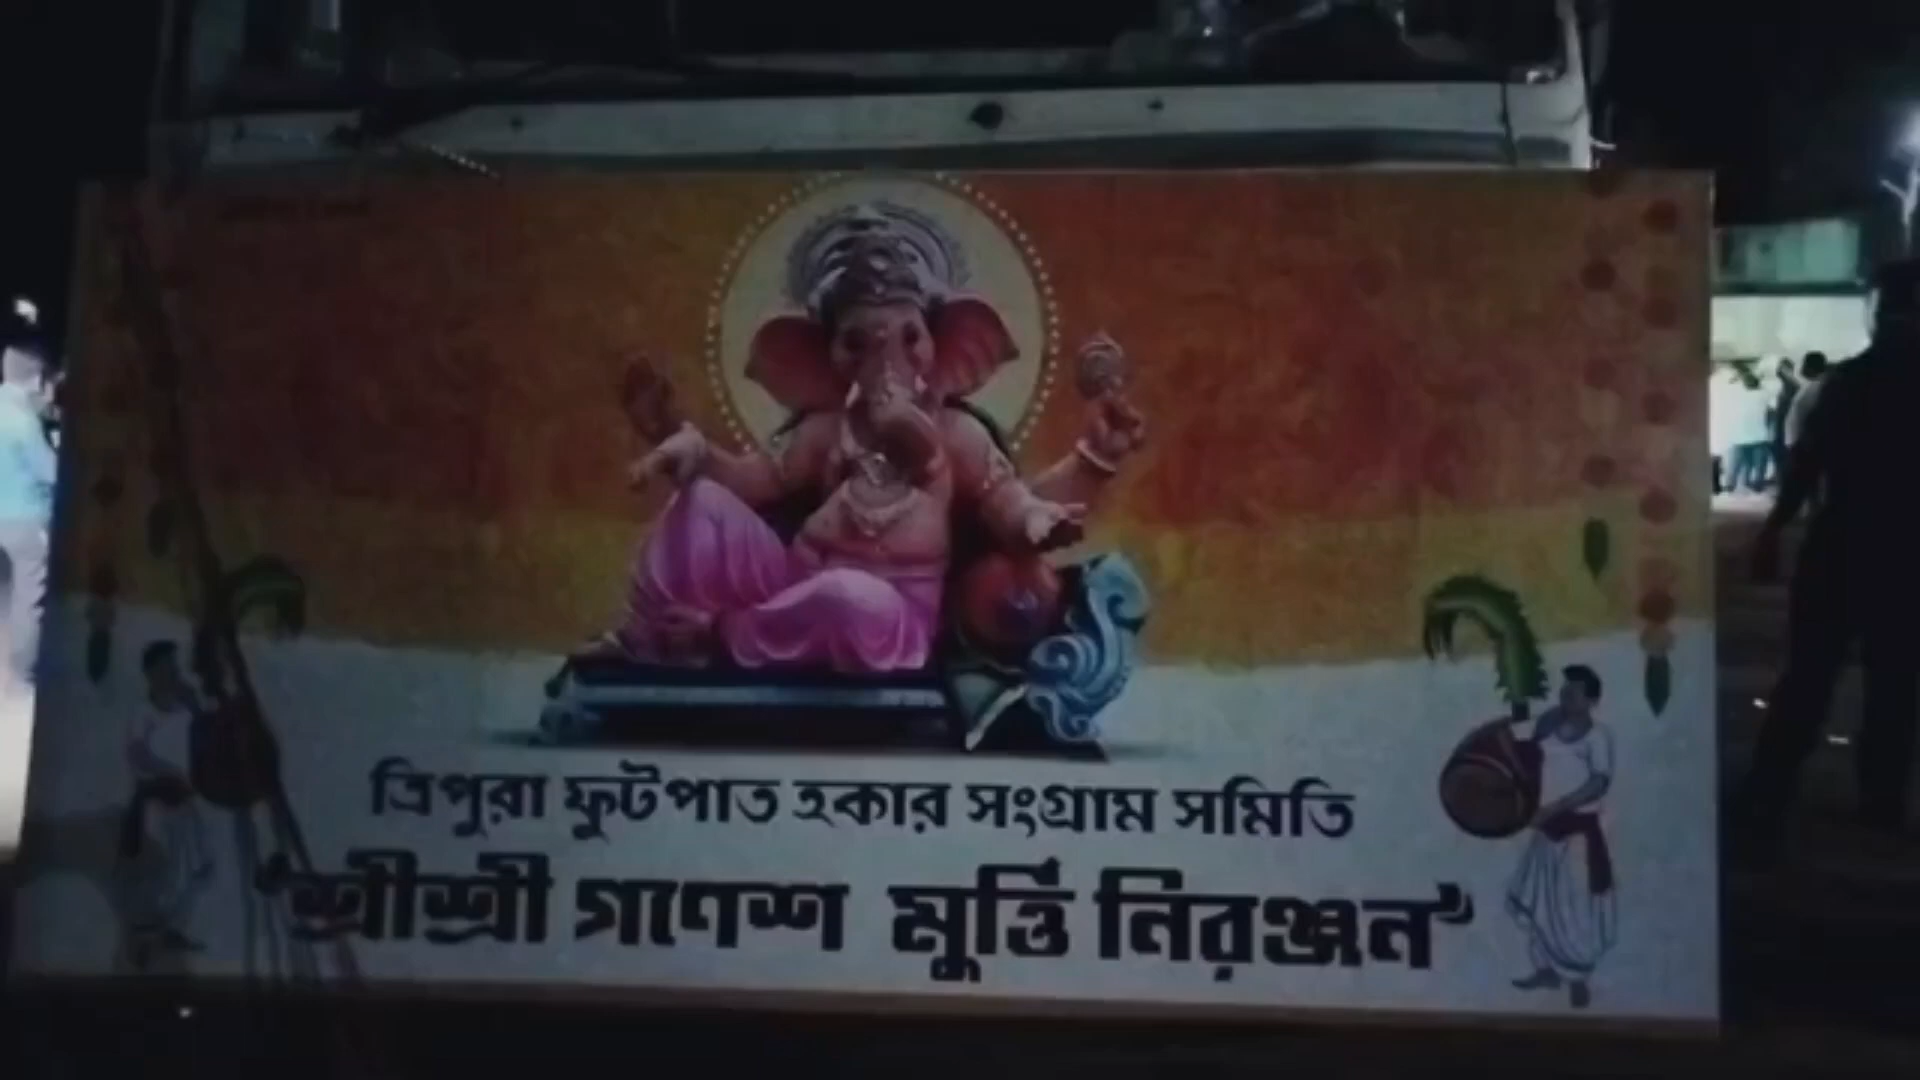 ত্রিপুরা ফুটপাত হকার সংগ্রাম সমিতি
'শ্রীশ্রী গণেশ মুর্ত্তি নিরঞ্জন'